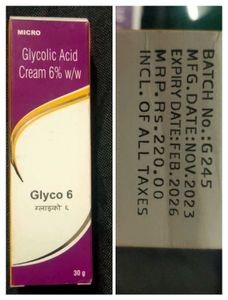 MICRO
Glycolic Acid
Cream 6% w/w
Glyco 6
ग्लाइको ६
30 g
BATCH NO.:G245
MFG.DATE:NOV.2023
EXPIRY DATE:FEB.2026
MRP.RS.220.00
INCL.OF ALL TAXES